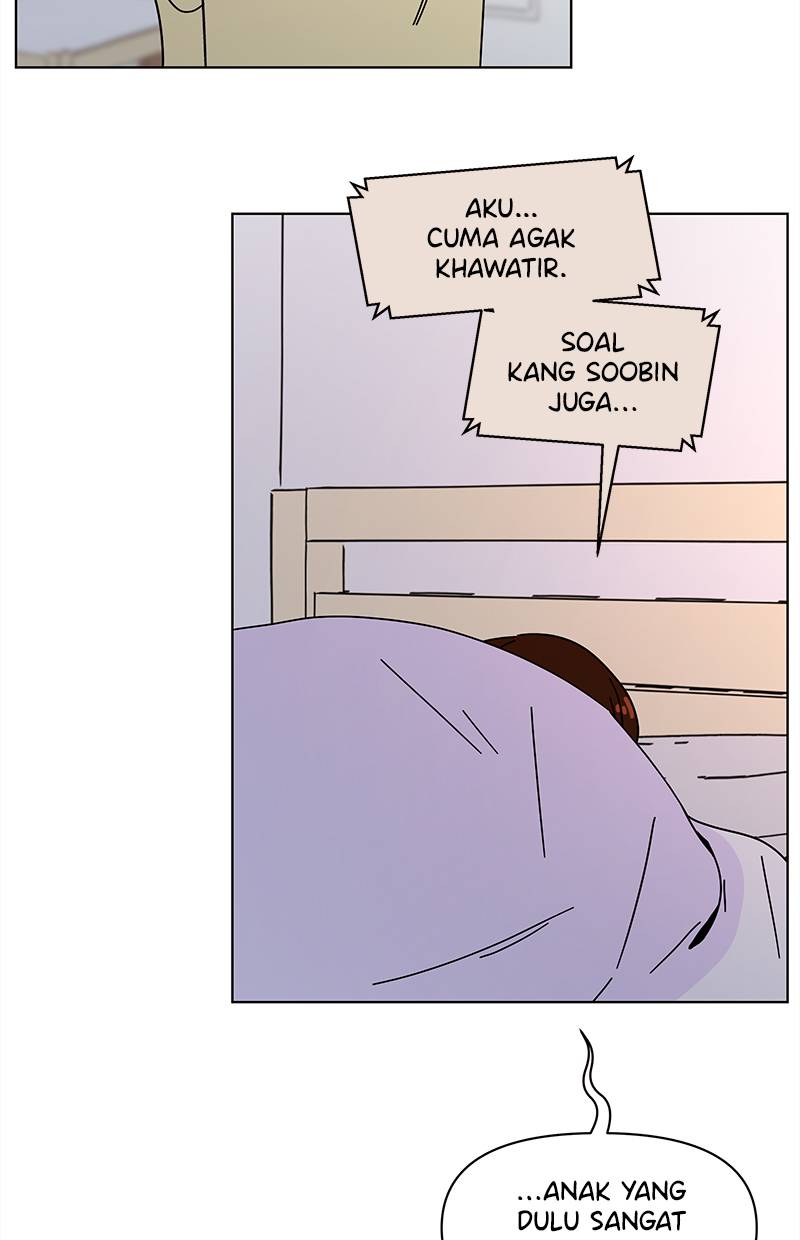 AKU...
CUMA AGAK
KHAWATIR.
SOAL
KANG SOOBIN
JUGA...
...ANAK YANG
DULU SANGAT